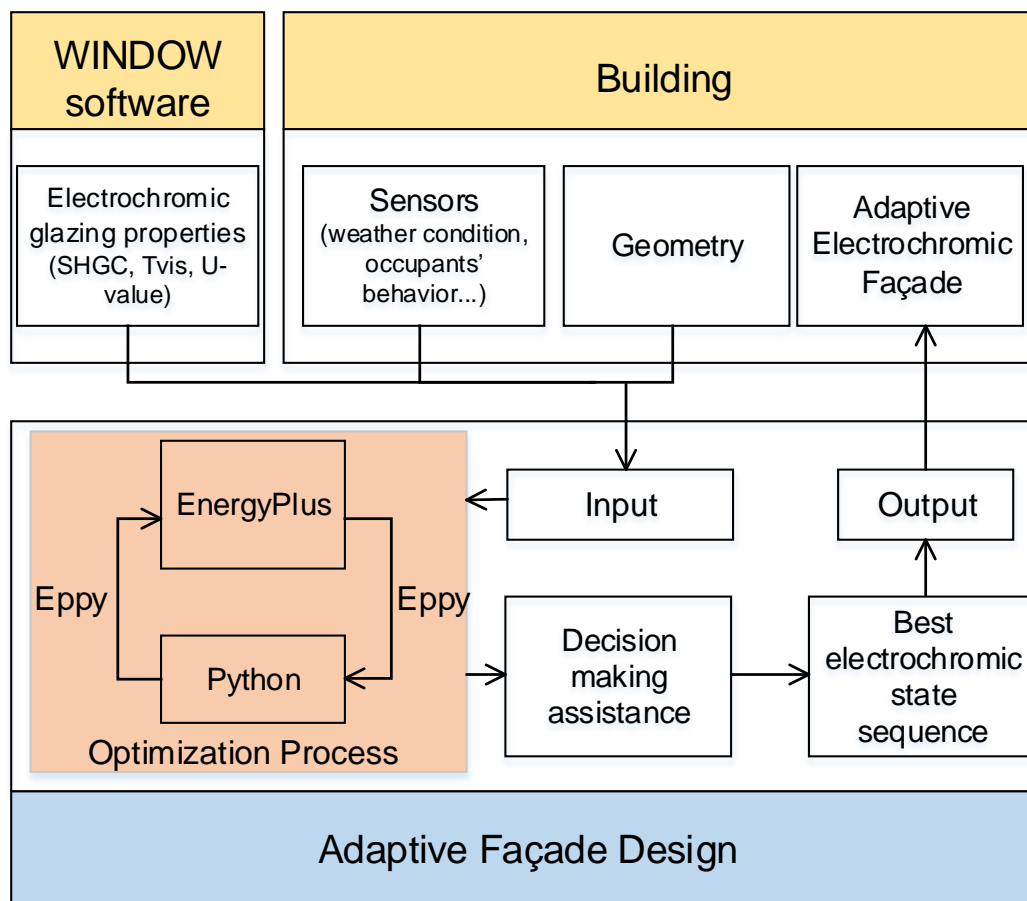 WINDOW
software
Building
Electrochromic
glazing properties
(SHGC, Tvis, U-
value)
Sensors
(weather condition,
occupants’
behavior...)
Geometry
Adaptive
Electrochromic
Façade
EnergyPlus
Eppy
Eppy
Python
Optimization Process
Input
Output
Decision
making
assistance
Best
electrochromic
state
sequence
Adaptive Façade Design